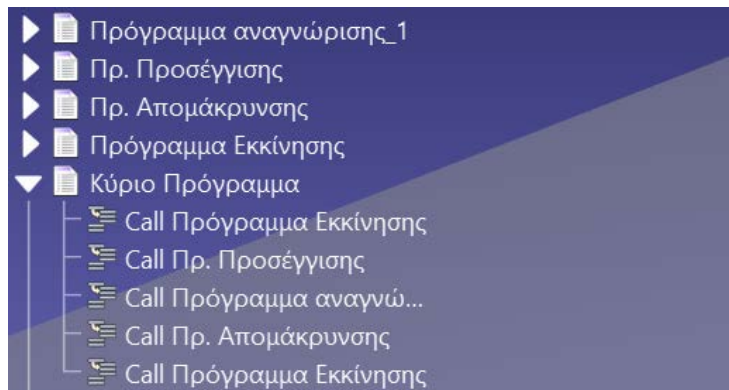 Πρόγραμμα αναγνώρισης_1
Πρ. Προσέγγισης
Πρ. Απομάκρυνσης
Πρόγραμμα Εκκίνησης
Κύριο Πρόγραμμα
Call Πρόγραμμα Εκκίνησης
Call Πρ. Προσέγγισης
Call Πρόγραμμα αναγνώ...
Call Πρ. Απομάκρυνσης
Call Πρόγραμμα Εκκίνησης